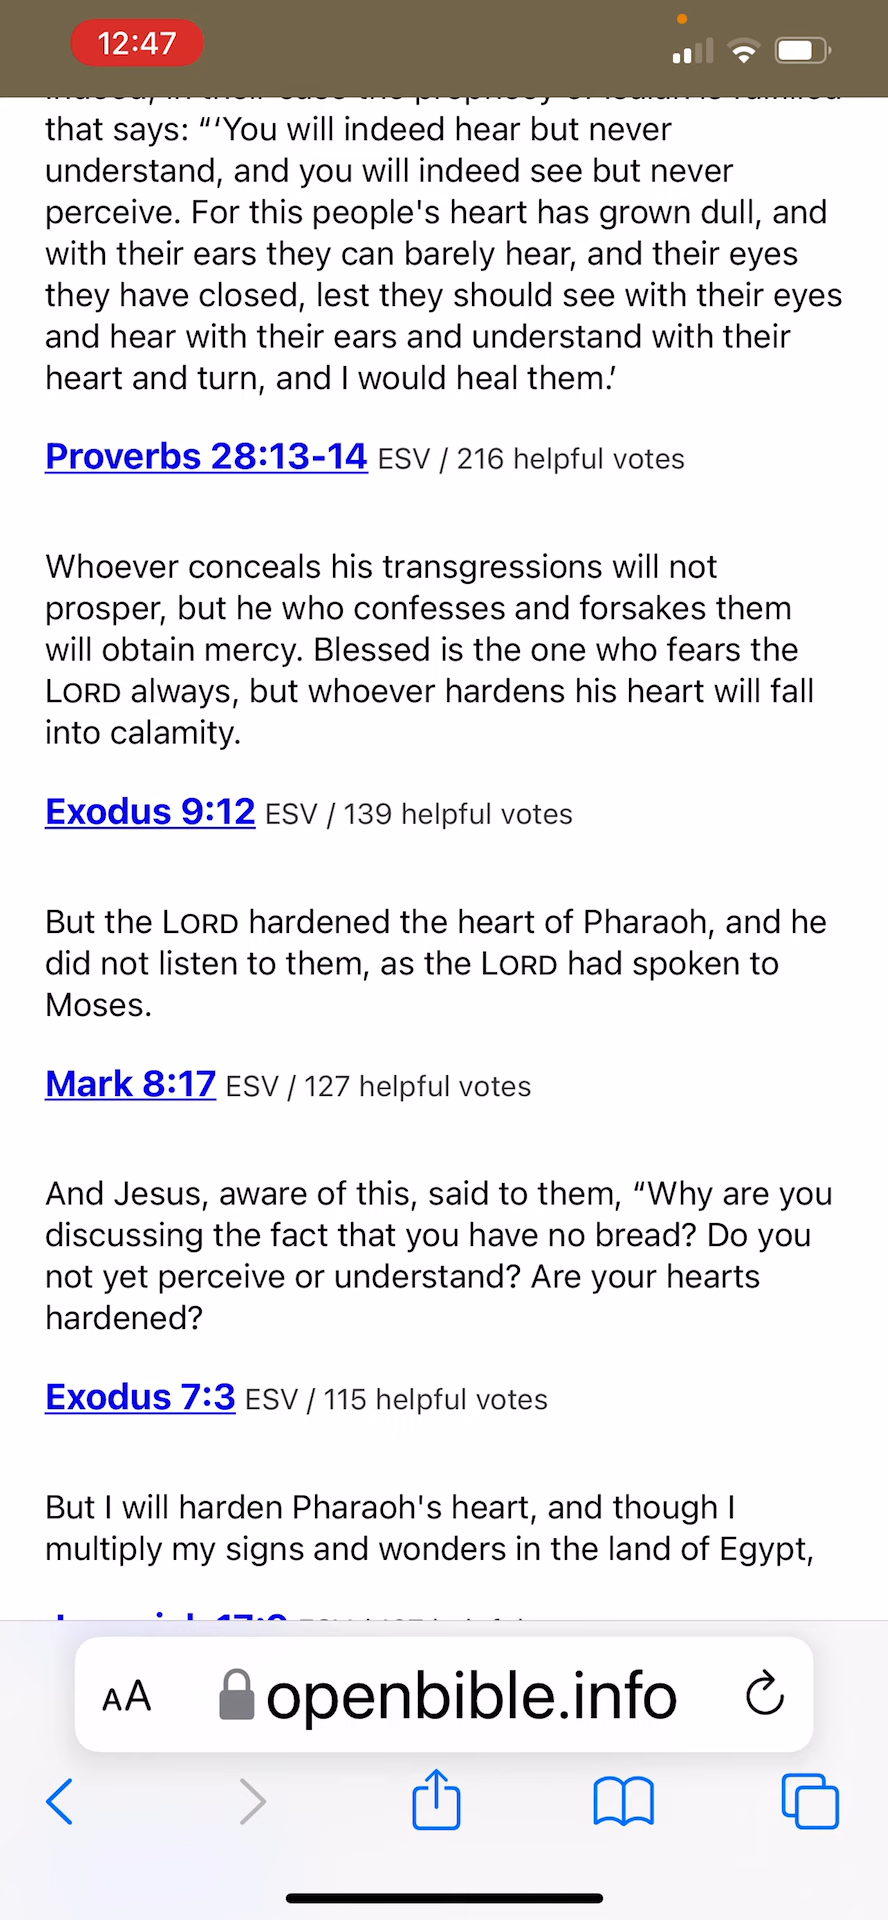 12:47
that says: “‘You will indeed hear but never
understand, and you will indeed see but never
perceive. For this people's heart has grown dull, and
with their ears they can barely hear, and their eyes
they have closed, lest they should see with their eyes
and hear with their ears and understand with their
heart and turn, and I would heal them.’
Proverbs 28:13-14 ESV / 216 helpful votes
Whoever conceals his transgressions will not
prosper, but he who confesses and forsakes them
will obtain mercy. Blessed is the one who fears the
LORD always, but whoever hardens his heart will fall
into calamity.
Exodus 9:12 ESV / 139 helpful votes
But the LORD hardened the heart of Pharaoh, and he
did not listen to them, as the LORD had spoken to
Moses.
Mark 8:17 ESV / 127 helpful votes
And Jesus, aware of this, said to them, “Why are you
discussing the fact that you have no bread? Do you
not yet perceive or understand? Are your hearts
hardened?
Exodus 7:3 ESV / 115 helpful votes
But I will harden Pharaoh's heart, and though I
multiply my signs and wonders in the land of Egypt,
AA openbible.info